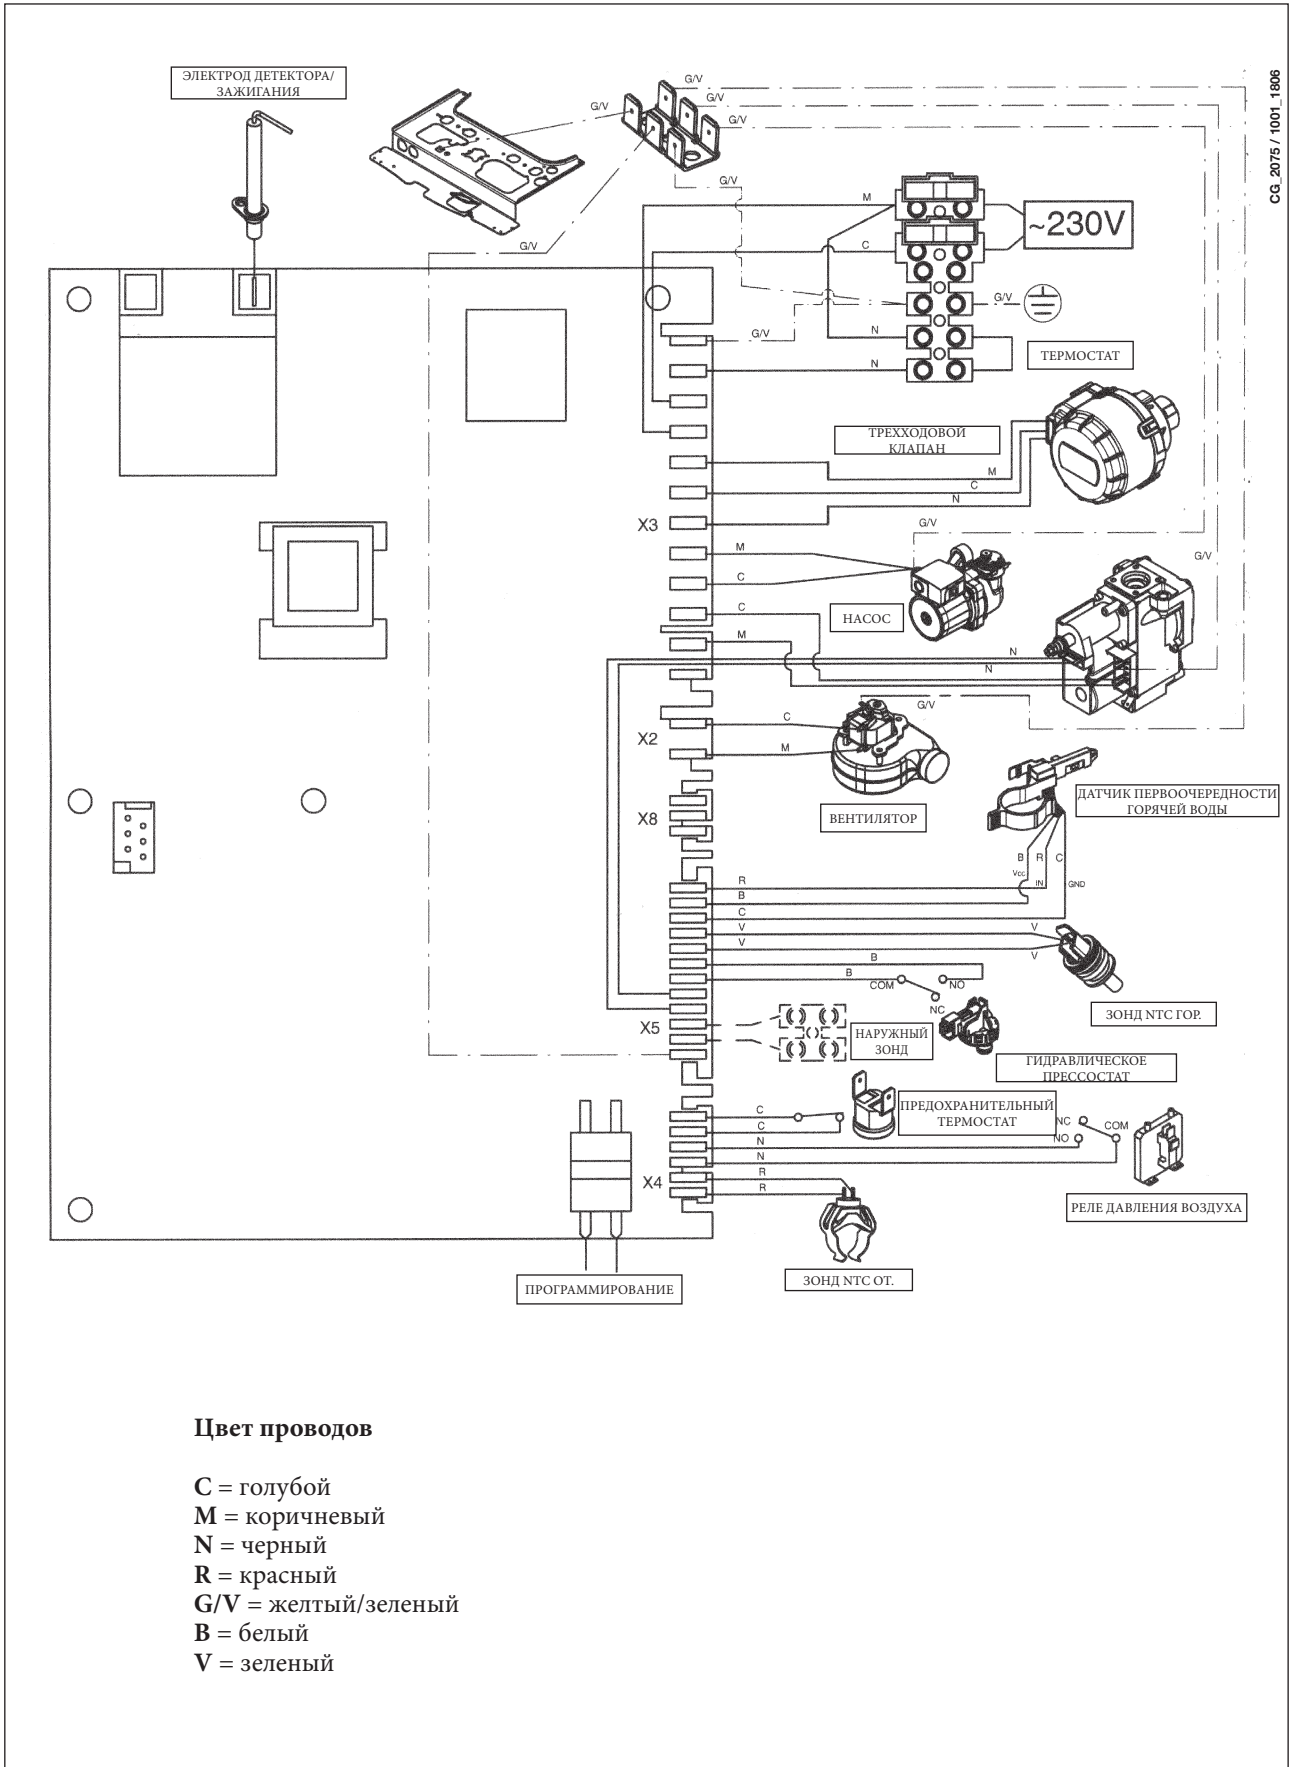 ЭЛЕКТРОД ДЕТЕКТОРА/
ЗАЖИГАНИЯ
G/V
G/V
G/V
G/V
G/V
G/V
CG_2075 / 1001_1806
M
C
~230V
G/V
G/V
N
N
ТЕРМОСТАТ
ТРЕХХОДОВОЙ
КЛАПАН
M
C
N
X3
G/V
G/V
M
C
C
M
НАСОС
N
N
G/V
X2
C
M
X8
ВЕНТИЛЯТОР
ДАТЧИК ПЕРВООЧЕРЕДНОСТИ
ГОРЯЧЕЙ ВОДЫ
B
R
C
Vcc
IN
GND
R
B
C
V
V
V
V
B
B
COM
NO
NC
ЗОНД NTC ГОР.
X5
НАРУЖНЫЙ
ЗОНД
ГИДРАВЛИЧЕСКОЕ
ПРЕССОСТАТ
ПРЕДОХРАНИТЕЛЬНЫЙ
ТЕРМОСТАТ
C
C
N
N
R
R
NC
NO
COM
X4
РЕЛЕ ДАВЛЕНИЯ ВОЗДУХА
ЗОНД NTC ОТ.
ПРОГРАММИРОВАНИЕ
Цвет проводов
C = голубой
M = коричневый
N = черный
R = красный
G/V = желтый/зеленый
B = белый
V = зеленый